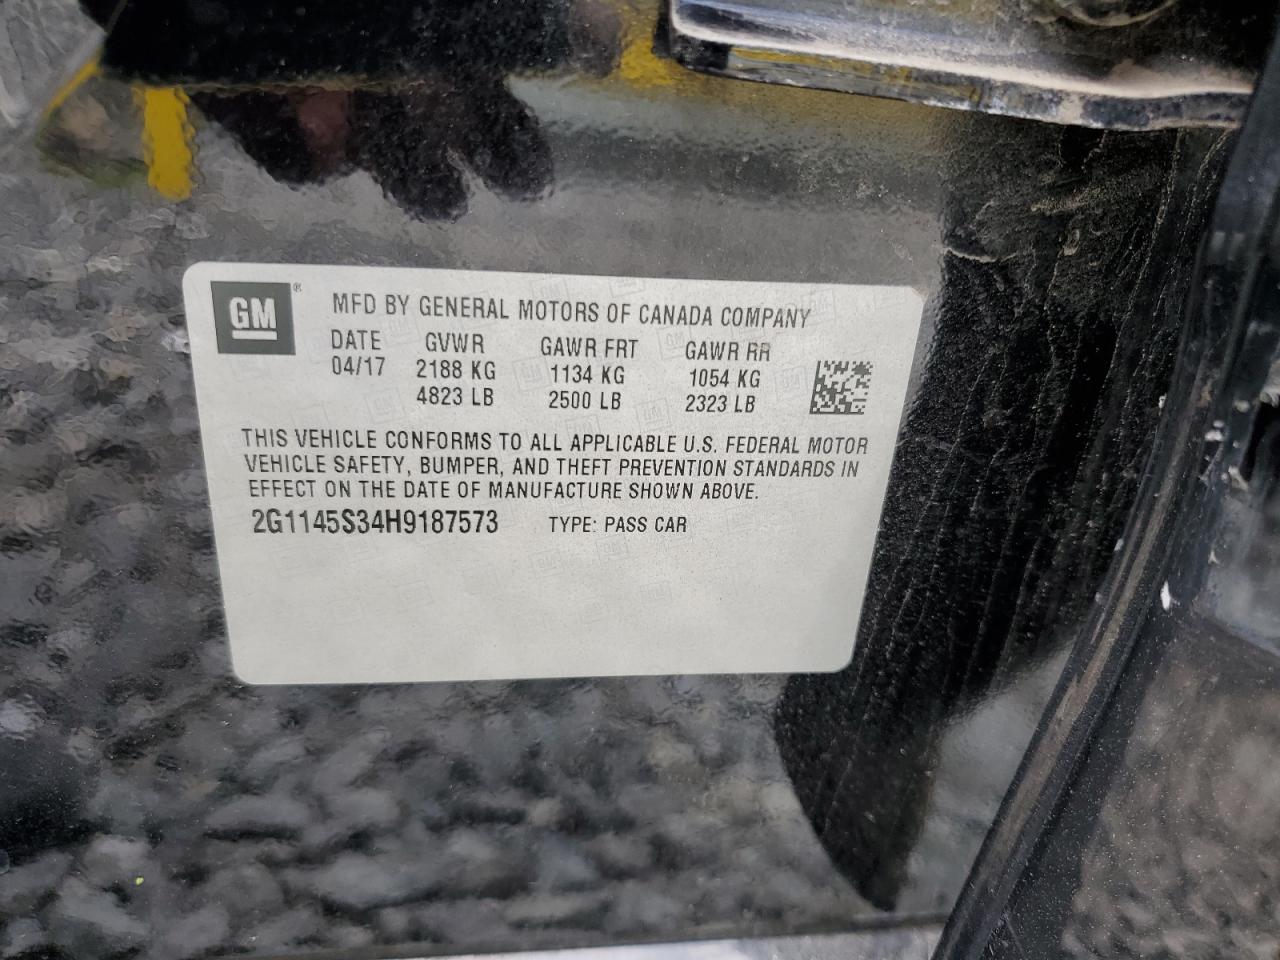 GM® MFD BY GENERAL MOTORS OF CANADA COMPANY
DATE GVWR GAWR FRT GAWR RR
04/17 2188 KG 1134 KG 1054 KG
4823 LB 2500 LB 2323 LB
THIS VEHICLE CONFORMS TO ALL APPLICABLE U.S. FEDERAL MOTOR
VEHICLE SAFETY, BUMPER, AND THEFT PREVENTION STANDARDS IN
EFFECT ON THE DATE OF MANUFACTURE SHOWN ABOVE.
2G1145S34H9187573 TYPE: PASS CAR